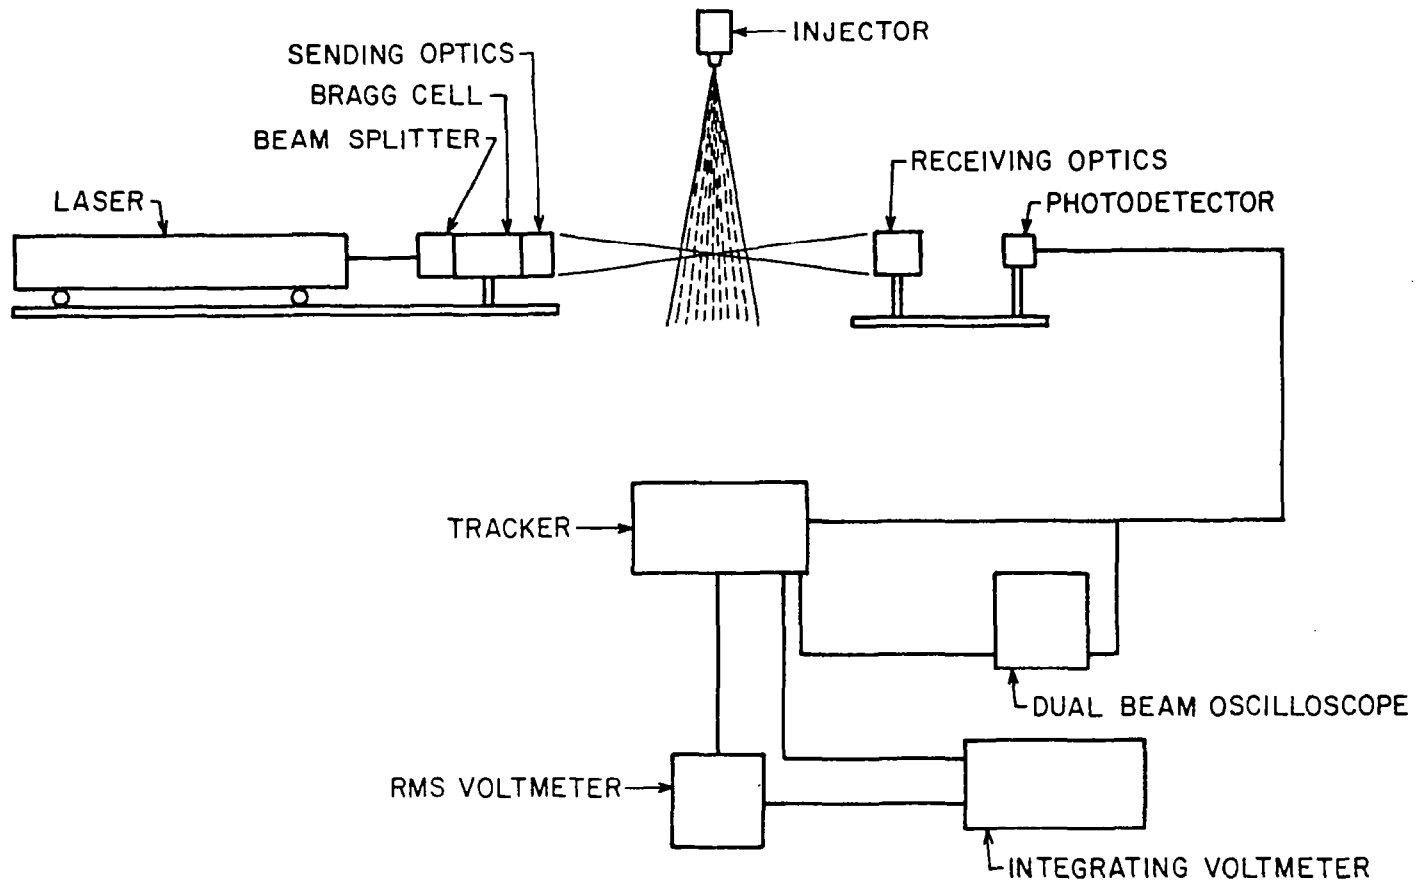 INJECTOR
SENDING OPTICS
BRAGG CELL
BEAM SPLITTER
RECEIVING OPTICS
LASER
PHOTODETECTOR
TRACKER
DUAL BEAM OSCILLOSCOPE
RMS VOLTMETER
INTEGRATING VOLTMETER